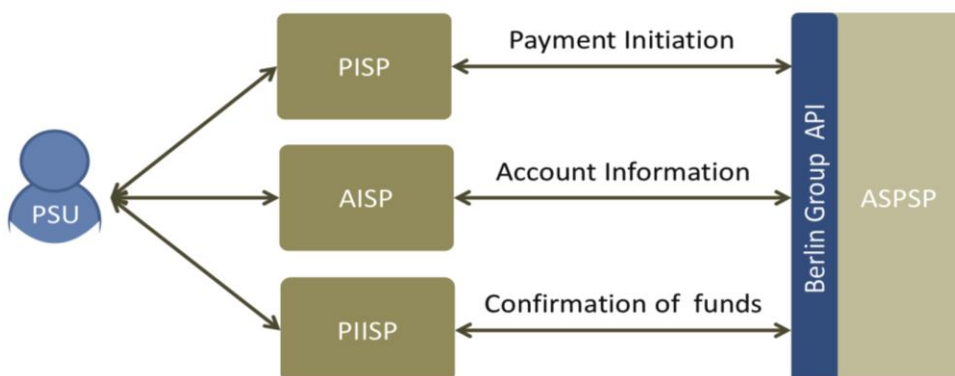 Payment Initiation
PISP
PSU
Account Information
AISP
Confirmation of funds
PIISP
Berlin Group API
ASPSP